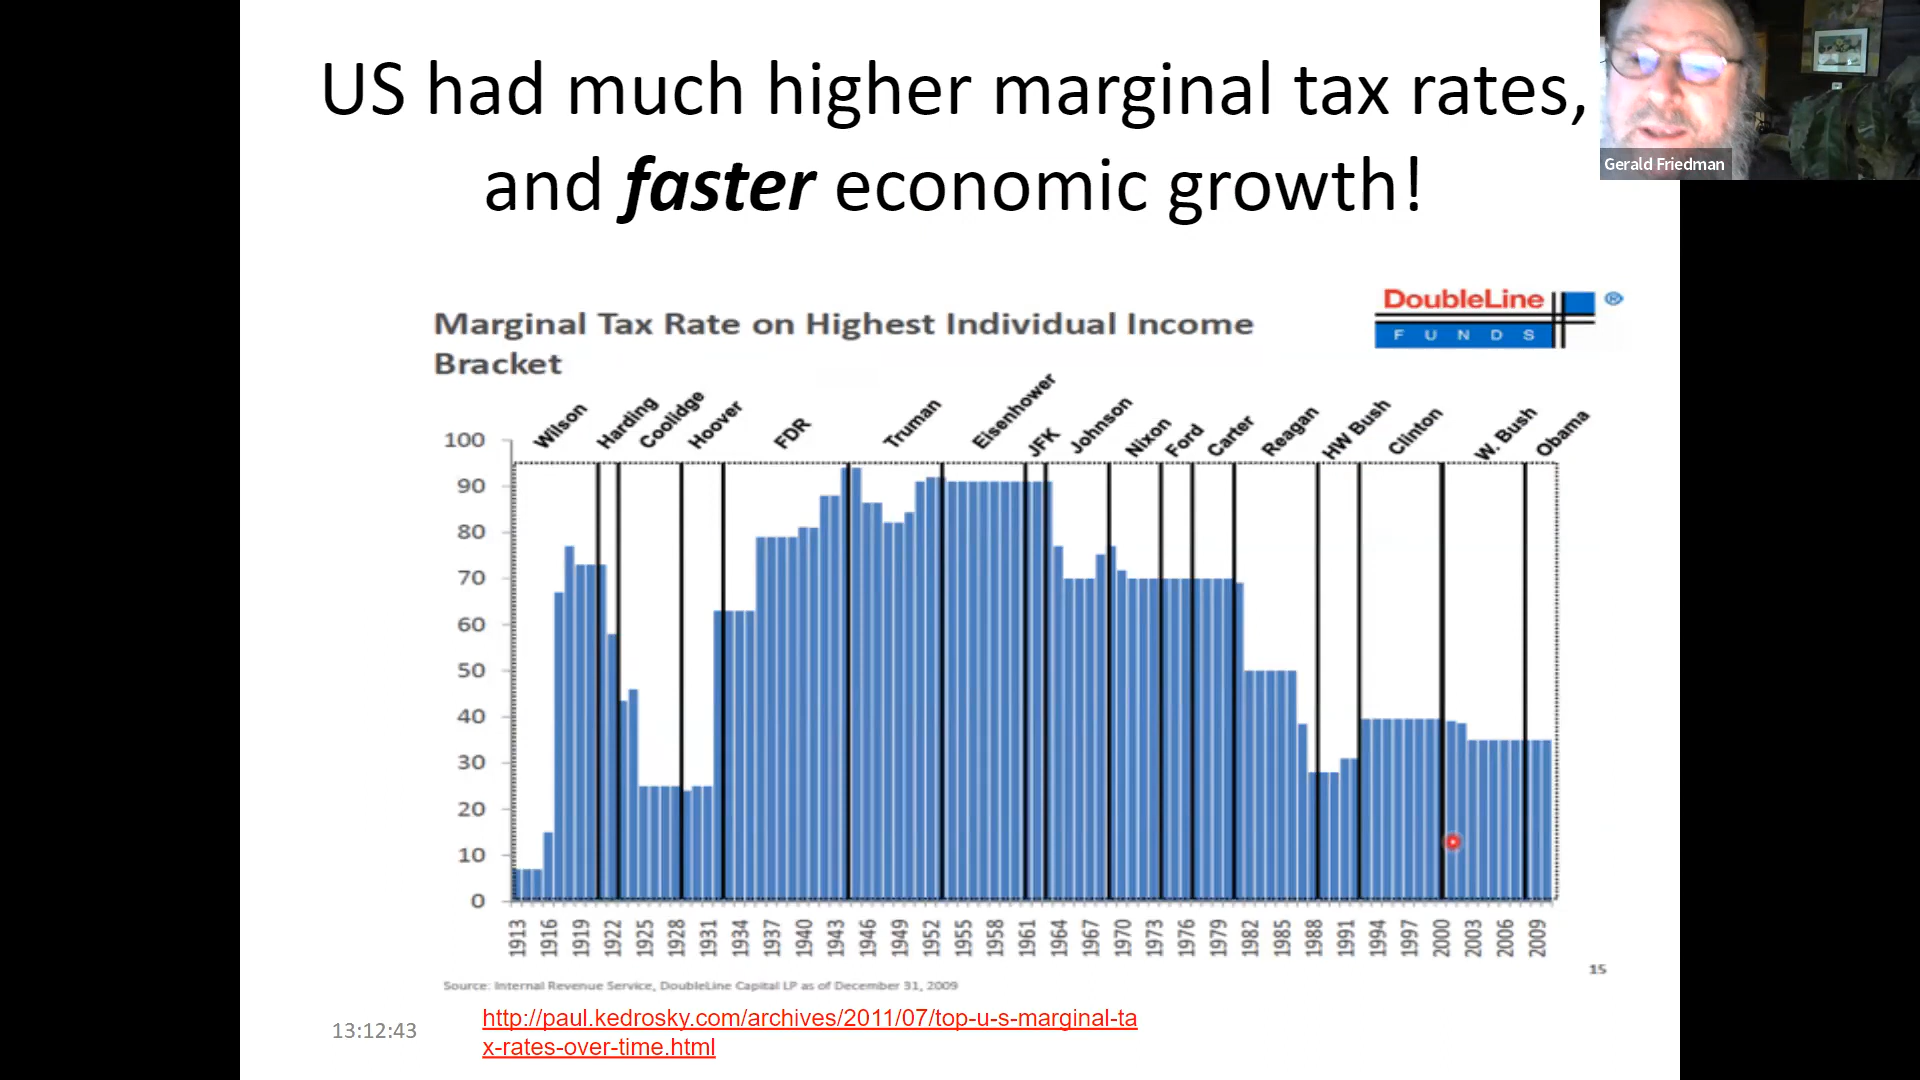 US had much higher marginal tax rates,
and faster economic growth!
Gerald Friedman
DoubleLine ®
FUNDS
Marginal Tax Rate on Highest Individual Income
Bracket
Wilson
Harding
Coolidge
Hoover
FDR
Truman
Eisenhower
JFK
Johnson
Nixon
Ford
Carter
Reagan
HW Bush
Clinton
W. Bush
Obama
100
90
80
70
60
50
40
30
20
10
0
1913
1916
1919
1922
1925
1928
1931
1934
1937
1940
1943
1946
1949
1952
1955
1958
1961
1964
1967
1970
1973
1976
1979
1982
1985
1988
1991
1994
1997
2000
2003
2006
2009
15
Source: Internal Revenue Service, DoubleLine Capital LP as of December 31, 2009
13:12:43
http://paul.kedrosky.com/archives/2011/07/top-u-s-marginal-ta
x-rates-over-time.html